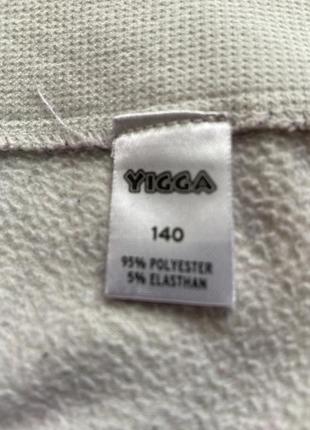 YIGGA
140
95% POLYESTER
5% ELASTHAN